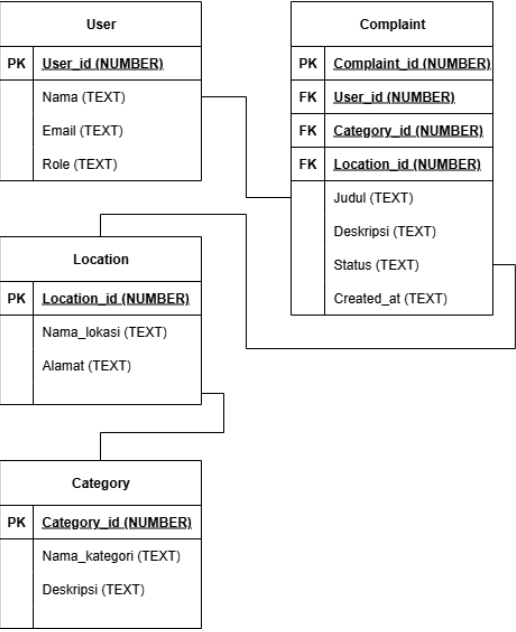 User
PK User_id (NUMBER)
Nama (TEXT)
Email (TEXT)
Role (TEXT)
Complaint
PK Complaint_id (NUMBER)
FK User_id (NUMBER)
FK Category_id (NUMBER)
FK Location_id (NUMBER)
Judul (TEXT)
Deskripsi (TEXT)
Status (TEXT)
Created_at (TEXT)
Location
PK Location_id (NUMBER)
Nama_lokasi (TEXT)
Alamat (TEXT)
Category
PK Category_id (NUMBER)
Nama_kategori (TEXT)
Deskripsi (TEXT)